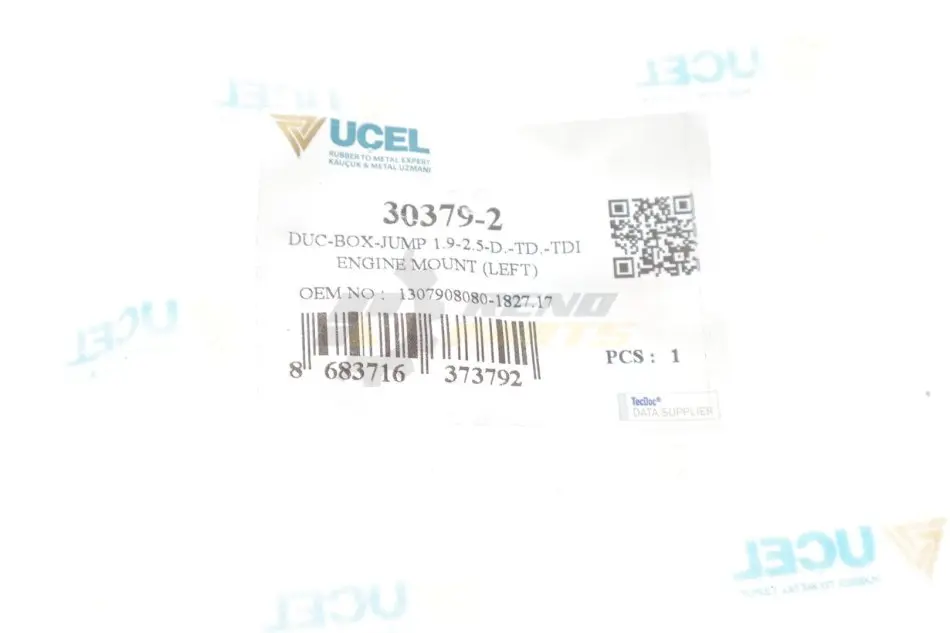 UCEL
UCEL
UCEL
RUBBER TO METAL EXPERT
KAUÇUK & METAL UZMANI
30379-2
DUC-BOX-JUMP 1.9-2.5-D.-TD.-TDI
ENGINE MOUNT (LEFT)
OEM NO : 1307908080-1827.17
RENO
PARTS
8 683716 373792
PCS : 1
TecDoc®
DATA SUPPLIER
UCEL
UCEL
UCEL